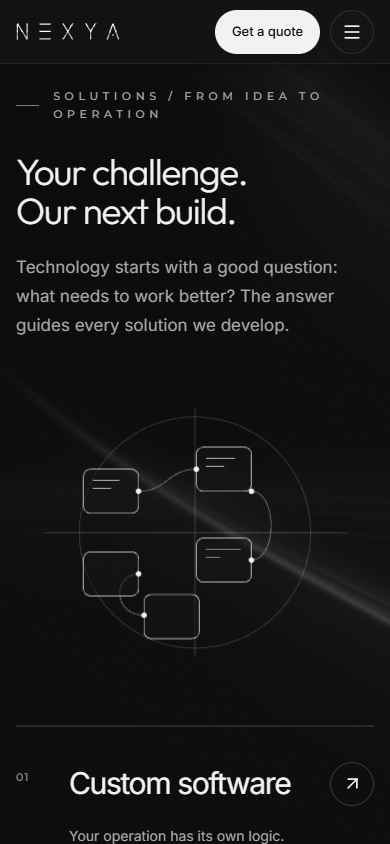 NEXYA
Get a quote
SOLUTIONS / FROM IDEA TO
OPERATION
Your challenge.
Our next build.
Technology starts with a good question:
what needs to work better? The answer
guides every solution we develop.
01
Custom software
Your operation has its own logic.